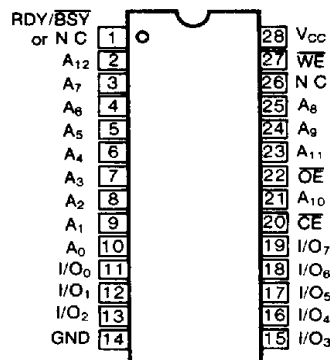 RDY/BSY
or N C 1 28 VCC
A12 2 27 WE
A7 3 26 N C
A6 4 25 A8
A5 5 24 A9
A4 6 23 A11
A3 7 22 OE
A2 8 21 A10
A1 9 20 CE
A0 10 19 I/O7
I/O0 11 18 I/O6
I/O1 12 17 I/O5
I/O2 13 16 I/O4
GND 14 15 I/O3